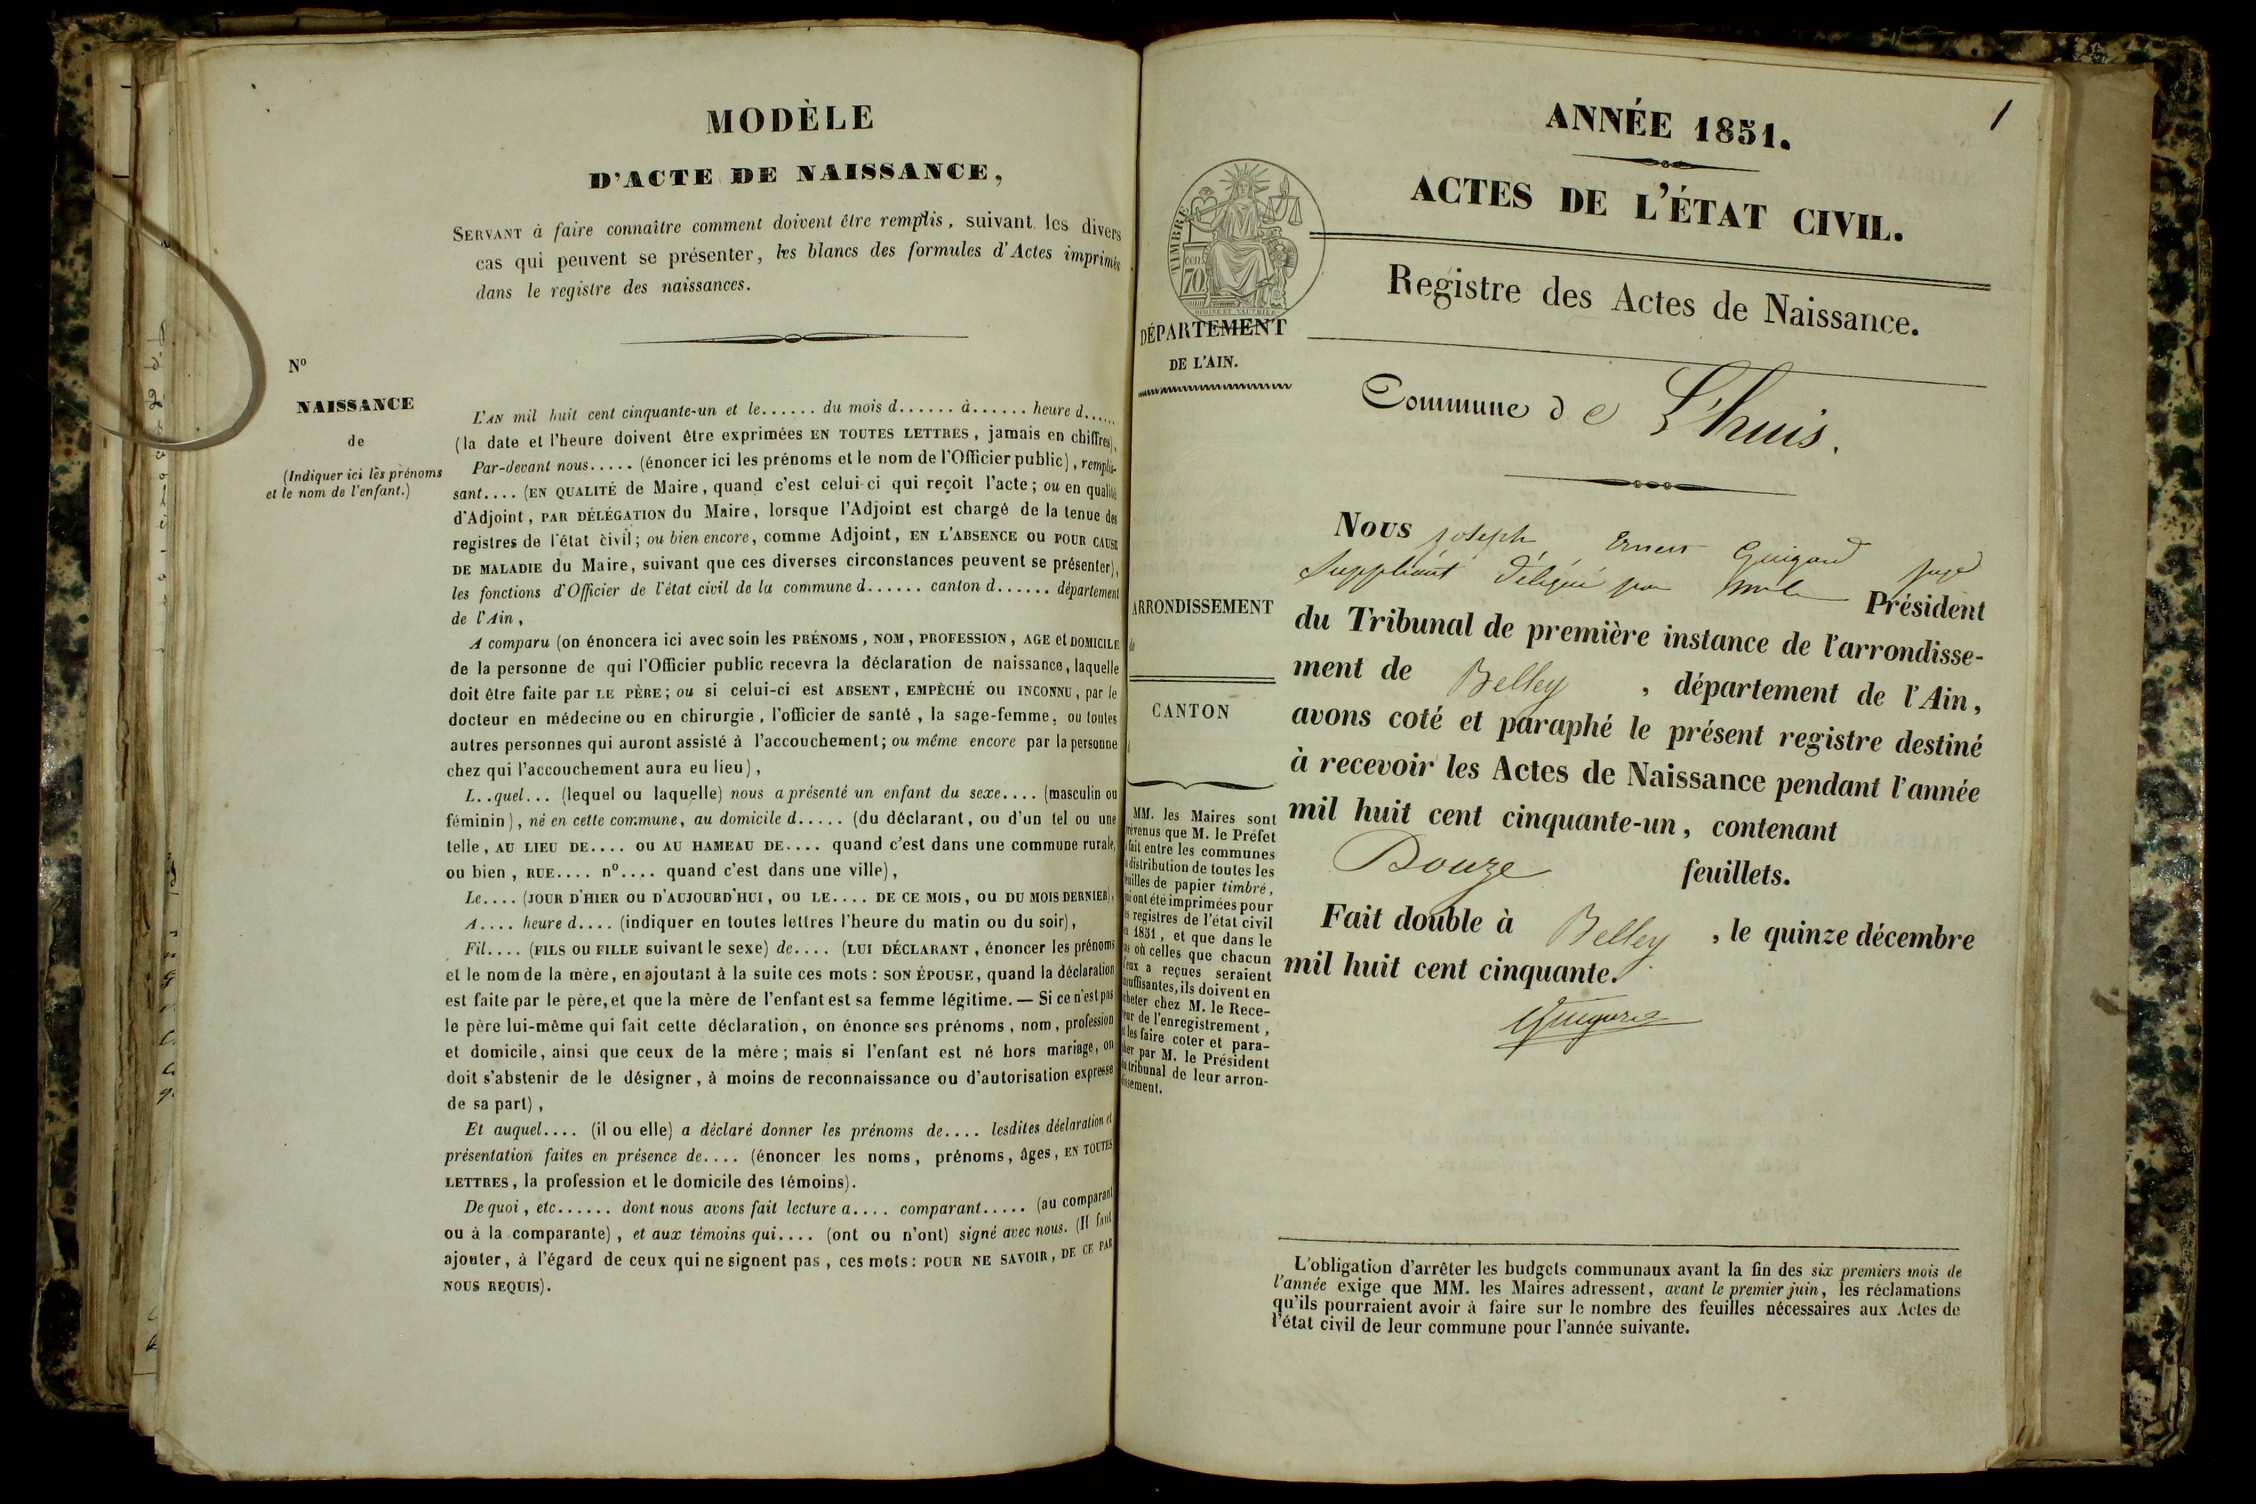 MODÈLE
D'ACTE DE NAISSANCE,
SERVANT à faire connaître comment doivent être remplis, suivant les divers
cas qui peuvent se présenter, les blancs des formules d'Actes imprimés
dans le registre des naissances.
N°
NAISSANCE
de
(Indiquer ici les prénoms
et le nom de l'enfant.)
L'AN mil huit cent cinquante-un et le...... du mois d...... à...... heure d......
(la date et l'heure doivent être exprimées EN TOUTES LETTRES, jamais en chiffres),
Par-devant nous..... (énoncer ici les prénoms et le nom de l'Officier public), remplis-
sant.... (EN QUALITÉ de Maire, quand c'est celui-ci qui reçoit l'acte; ou en qualité
d'Adjoint, PAR DÉLÉGATION du Maire, lorsque l'Adjoint est chargé de la tenue des
registres de l'état civil; ou bien encore, comme Adjoint, EN L'ABSENCE OU POUR CAUSE
DE MALADIE du Maire, suivant que ces diverses circonstances peuvent se présenter),
les fonctions d'Officier de l'état civil de la commune d...... canton d...... département
de l'Ain,
A comparu (on énoncera ici avec soin les PRÉNOMS, NOM, PROFESSION, AGE et DOMICILE
de la personne de qui l'Officier public recevra la déclaration de naissance, laquelle
doit être faite par LE PÈRE; ou si celui-ci est ABSENT, EMPÊCHÉ OU INCONNU, par le
docteur en médecine ou en chirurgie, l'officier de santé, la sage-femme, ou toutes
autres personnes qui auront assisté à l'accouchement; ou même encore par la personne
chez qui l'accouchement aura eu lieu),
L..quel... (lequel ou laquelle) nous a présenté un enfant du sexe.... (masculin ou
féminin), né en cette commune, au domicile d..... (du déclarant, ou d'un tel ou une
telle, AU LIEU DE.... OU AU HAMEAU DE.... quand c'est dans une commune rurale,
ou bien, RUE.... n°.... quand c'est dans une ville),
Le.... (JOUR D'HIER OU D'AUJOURD'HUI, OU LE.... DE CE MOIS, OU DU MOIS DERNIER),
A.... heure d.... (indiquer en toutes lettres l'heure du matin ou du soir),
Fil.... (FILS OU FILLE suivant le sexe) de.... (LUI DÉCLARANT, énoncer les prénoms
et le nom de la mère, en ajoutant à la suite ces mots: SON ÉPOUSE, quand la déclaration
est faite par le père, et que la mère de l'enfant est sa femme légitime. — Si ce n'est pas
le père lui-même qui fait cette déclaration, on énonce ses prénoms, nom, profession
et domicile, ainsi que ceux de la mère; mais si l'enfant est né hors mariage, on
doit s'abstenir de le désigner, à moins de reconnaissance ou d'autorisation expresse
de sa part),
Et auquel.... (il ou elle) a déclaré donner les prénoms de.... lesdites déclaration et
présentation faites en présence de.... (énoncer les noms, prénoms, âges, EN TOUTES
LETTRES, la profession et le domicile des témoins).
De quoi, etc...... dont nous avons fait lecture a.... comparant..... (au comparant
ou à la comparante), et aux témoins qui.... (ont ou n'ont) signé avec nous. (Il faut
ajouter, à l'égard de ceux qui ne signent pas, ces mots: POUR NE SAVOIR, DE CE PAR
NOUS REQUIS).
1
ANNÉE 1851.
ACTES DE L'ÉTAT CIVIL.
TIMBRE
70 cen.
Registre des Actes de Naissance.
DÉPARTEMENT
DE L'AIN.
Commune de L'huis.
Nous Joseph Ernest Guigard juge
Suppléant délégué par Mr le Président
du Tribunal de première instance de l'arrondisse-
ment de Belley, département de l'Ain,
avons coté et paraphé le présent registre destiné
à recevoir les Actes de Naissance pendant l'année
mil huit cent cinquante-un, contenant
Douze feuillets.
Fait double à Belley, le quinze décembre
mil huit cent cinquante.
Guigard
ARRONDISSEMENT
de
CANTON
MM. les Maires sont
prévenus que M. le Préfet
fait entre les communes
distribution de toutes les
feuilles de papier timbré,
qui ont été imprimées pour
les registres de l'état civil
1851, et que dans le
cas où celles que chacun
d'eux a reçues seraient
insuffisantes, ils doivent en
acheter chez M. le Rece-
veur de l'enregistrement,
et les faire coter et para-
pher par M. le Président
du tribunal de leur arron-
dissement.
L'obligation d'arrêter les budgets communaux avant la fin des six premiers mois de
l'année exige que MM. les Maires adressent, avant le premier juin, les réclamations
qu'ils pourraient avoir à faire sur le nombre des feuilles nécessaires aux Actes de
l'état civil de leur commune pour l'année suivante.